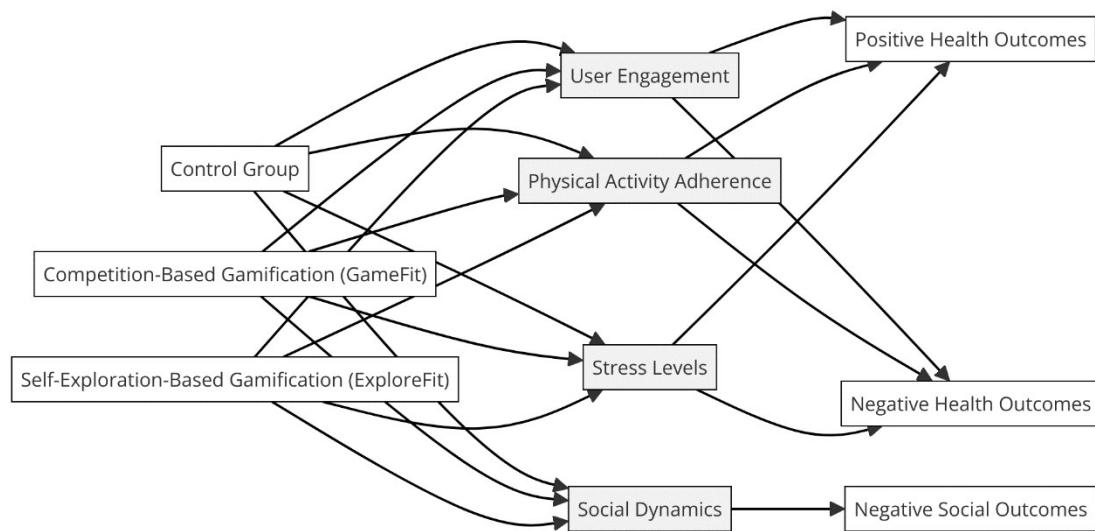 Positive Health Outcomes
User Engagement
Control Group
Physical Activity Adherence
Competition-Based Gamification (GameFit)
Self-Exploration-Based Gamification (ExploreFit)
Stress Levels
Negative Health Outcomes
Social Dynamics
Negative Social Outcomes